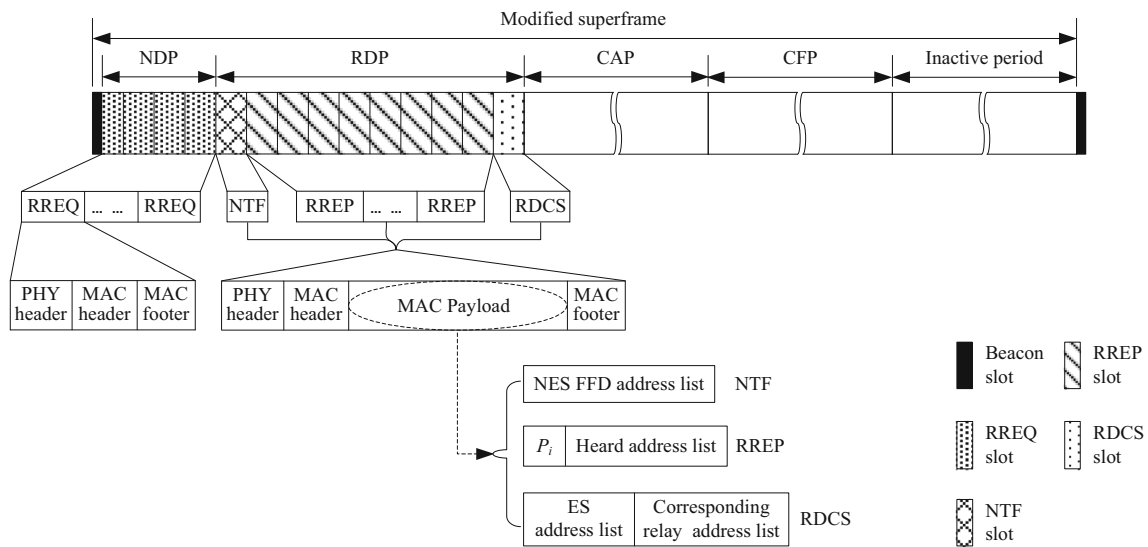 Modified superframe
NDP RDP CAP CFP Inactive period
RREQ ... ... RREQ NTF RREP ... ... RREP RDCS
PHY header
MAC header
MAC footer
PHY header
MAC header
MAC Payload
MAC footer
NES FFD address list NTF
Pi Heard address list RREP
ES address list
Corresponding relay address list
RDCS
Beacon slot
RREP slot
RREQ slot
RDCS slot
NTF slot